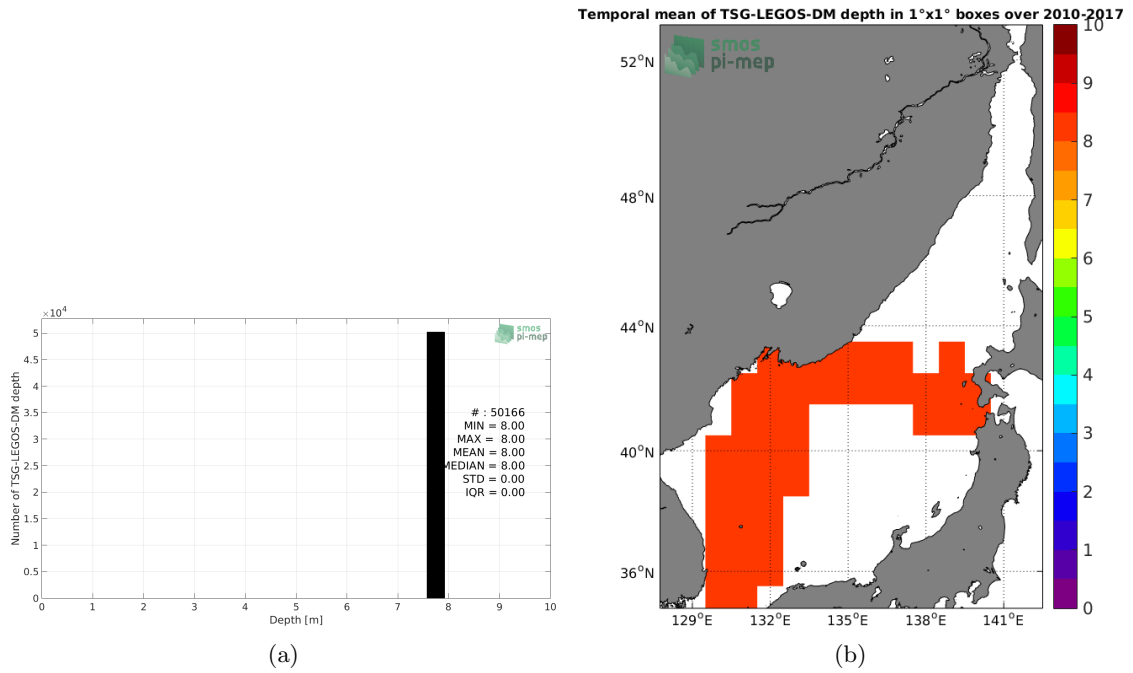 ×10⁴
5
4.5
4
3.5
3
2.5
2
1.5
1
0.5
0
0 1 2 3 4 5 6 7 8 9 10
Number of TSG-LEGOS-DM depth
Depth [m]
smos
pi-mep
# : 50166
MIN = 8.00
MAX = 8.00
MEAN = 8.00
MEDIAN = 8.00
STD = 0.00
IQR = 0.00
(a)
Temporal mean of TSG-LEGOS-DM depth in 1°x1° boxes over 2010-2017
smos
pi-mep
52°N
48°N
44°N
40°N
36°N
129°E 132°E 135°E 138°E 141°E
10
9
8
7
6
5
4
3
2
1
0
(b)